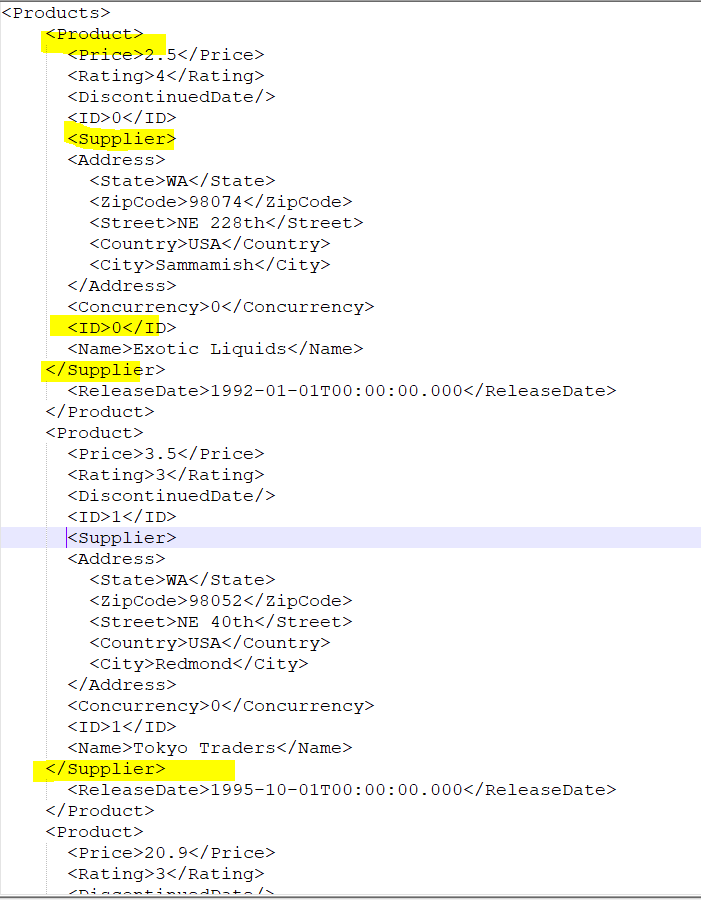 <Products>
<Product>
<Price>2.5</Price>
<Rating>4</Rating>
<DiscontinuedDate/>
<ID>0</ID>
<Supplier>
<Address>
<State>WA</State>
<ZipCode>98074</ZipCode>
<Street>NE 228th</Street>
<Country>USA</Country>
<City>Sammamish</City>
</Address>
<Concurrency>0</Concurrency>
<ID>0</ID>
<Name>Exotic Liquids</Name>
</Supplier>
<ReleaseDate>1992-01-01T00:00:00.000</ReleaseDate>
</Product>
<Product>
<Price>3.5</Price>
<Rating>3</Rating>
<DiscontinuedDate/>
<ID>1</ID>
<Supplier>
<Address>
<State>WA</State>
<ZipCode>98052</ZipCode>
<Street>NE 40th</Street>
<Country>USA</Country>
<City>Redmond</City>
</Address>
<Concurrency>0</Concurrency>
<ID>1</ID>
<Name>Tokyo Traders</Name>
</Supplier>
<ReleaseDate>1995-10-01T00:00:00.000</ReleaseDate>
</Product>
<Product>
<Price>20.9</Price>
<Rating>3</Rating>
<DiscontinuedDate/>